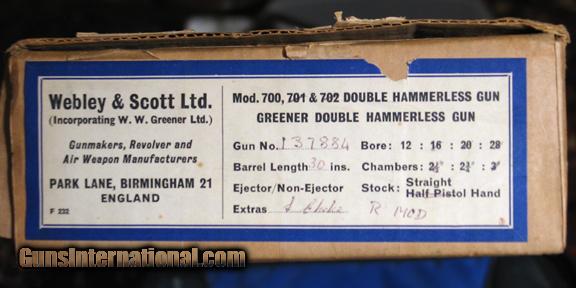 Webley & Scott Ltd.
(Incorporating W. W. Greener Ltd.)
Gunmakers, Revolver and
Air Weapon Manufacturers
PARK LANE, BIRMINGHAM 21
ENGLAND
F 232
Mod. 700, 701 & 702 DOUBLE HAMMERLESS GUN
GREENER DOUBLE HAMMERLESS GUN
Gun No. 137884 Bore: 12 : 16 : 20 : 28
Barrel Length 30 ins. Chambers: 2½" : 2¾" : 3"
Ejector/Non-Ejector Stock: Straight
Half Pistol Hand
Extras & Choke R MOD
GunsInternational.com